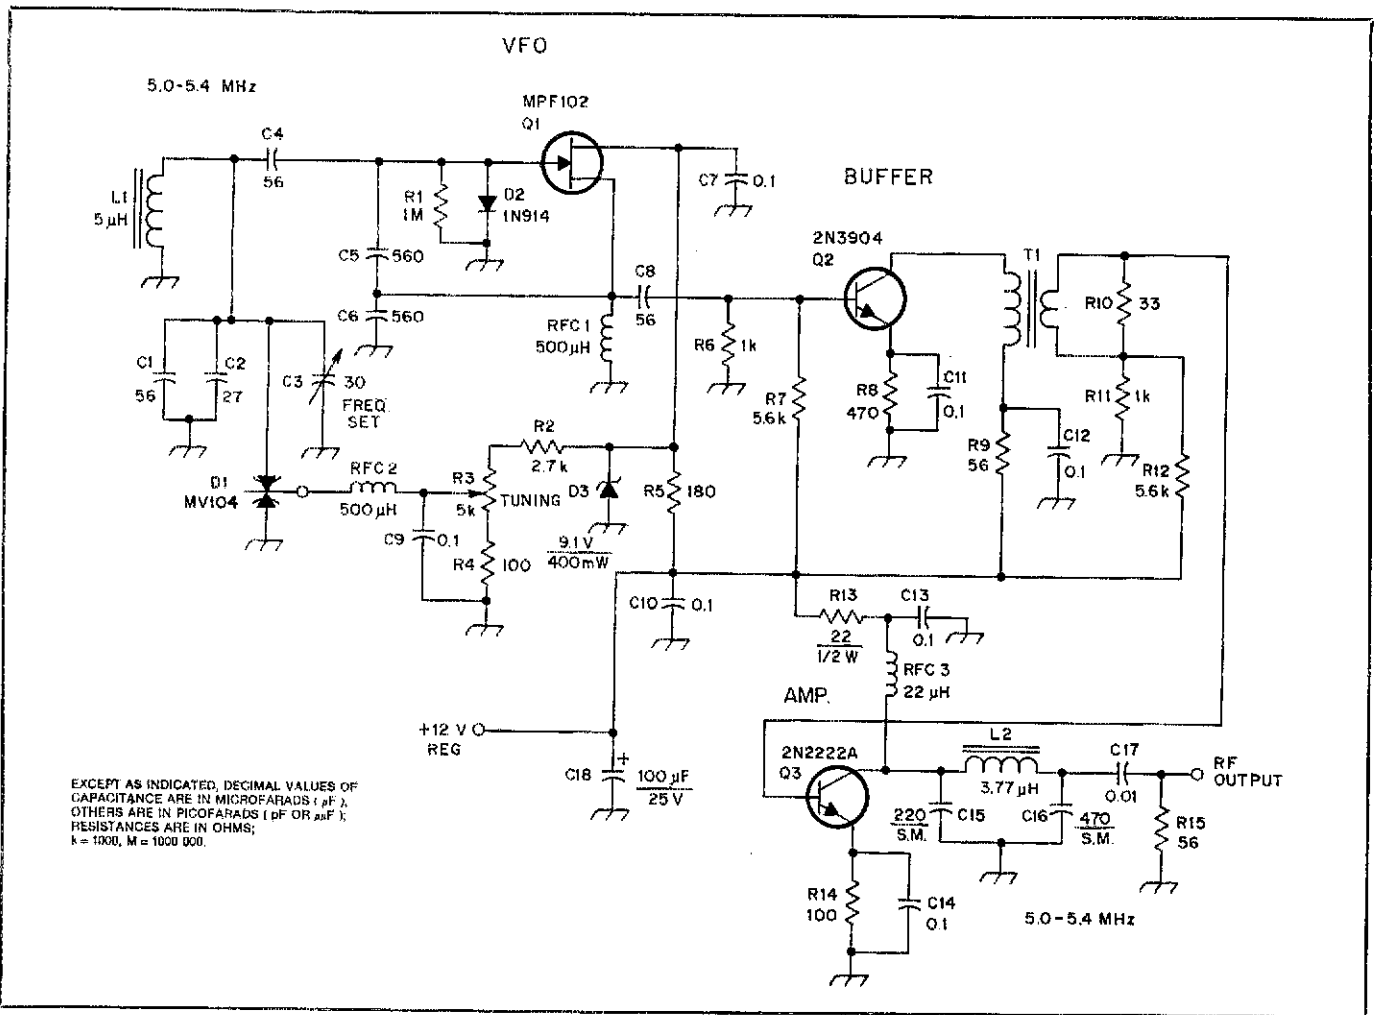 VFO
5.0-5.4 MHz
MPF102
Q1
C4
56
L1
5 µH
R1
1M
D2
1N914
C7
0.1
BUFFER
2N3904
Q2
T1
C5
560
C6
560
C8
56
RFC 1
500 µH
R6
1k
R10
33
R11
1k
C1
56
C2
27
C3
30
FREQ.
SET
R7
5.6k
R8
470
C11
0.1
R9
56
C12
0.1
R12
5.6k
R2
2.7 k
D1
MV104
RFC 2
500 µH
R3
5k
TUNING
D3
9.1 V
400mW
R5
180
C9
0.1
R4
100
C10
0.1
R13
22
1/2 W
C13
0.1
RFC 3
22 µH
AMP.
+12 V
REG
C18
+
100 µF
25 V
2N2222A
Q3
L2
3.77 µH
C17
0.01
RF
OUTPUT
220
S.M.
C15
C16
470
S.M.
R15
56
R14
100
C14
0.1
5.0-5.4 MHz
EXCEPT AS INDICATED, DECIMAL VALUES OF
CAPACITANCE ARE IN MICROFARADS ( µF ),
OTHERS ARE IN PICOFARADS ( pF OR µµF );
RESISTANCES ARE IN OHMS;
k = 1000, M = 1000 000.